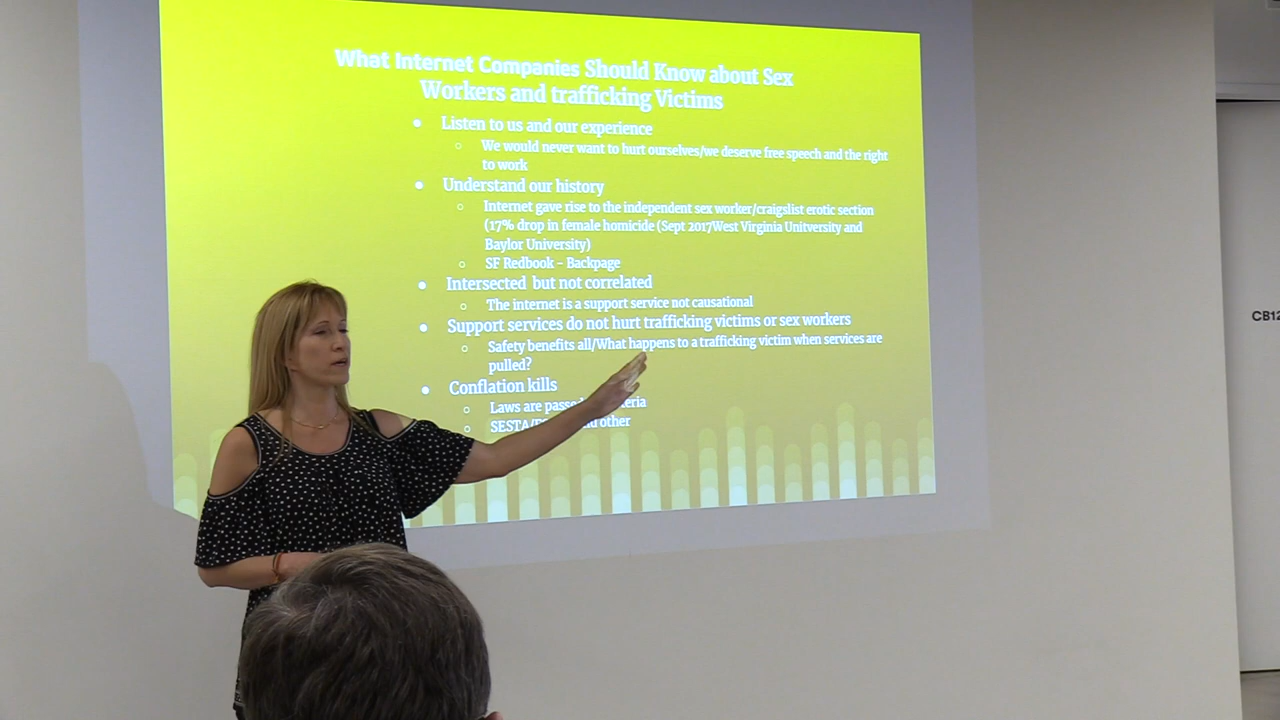 What Internet Companies Should Know about Sex
Workers and trafficking Victims
• Listen to us and our experience
○ We would never want to hurt ourselves/we deserve free speech and the right
to work
• Understand our history
○ Internet gave rise to the independent sex worker/craigslist erotic section
(17% drop in female homicide (Sept 2017West Virginia Unitversity and
Baylor University)
○ SF Redbook - Backpage
• Intersected but not correlated
○ The internet is a support service not causational
• Support services do not hurt trafficking victims or sex workers
○ Safety benefits all/What happens to a trafficking victim when services are
pulled?
• Conflation kills
○ Laws are
○ SESTA/ other
CB12